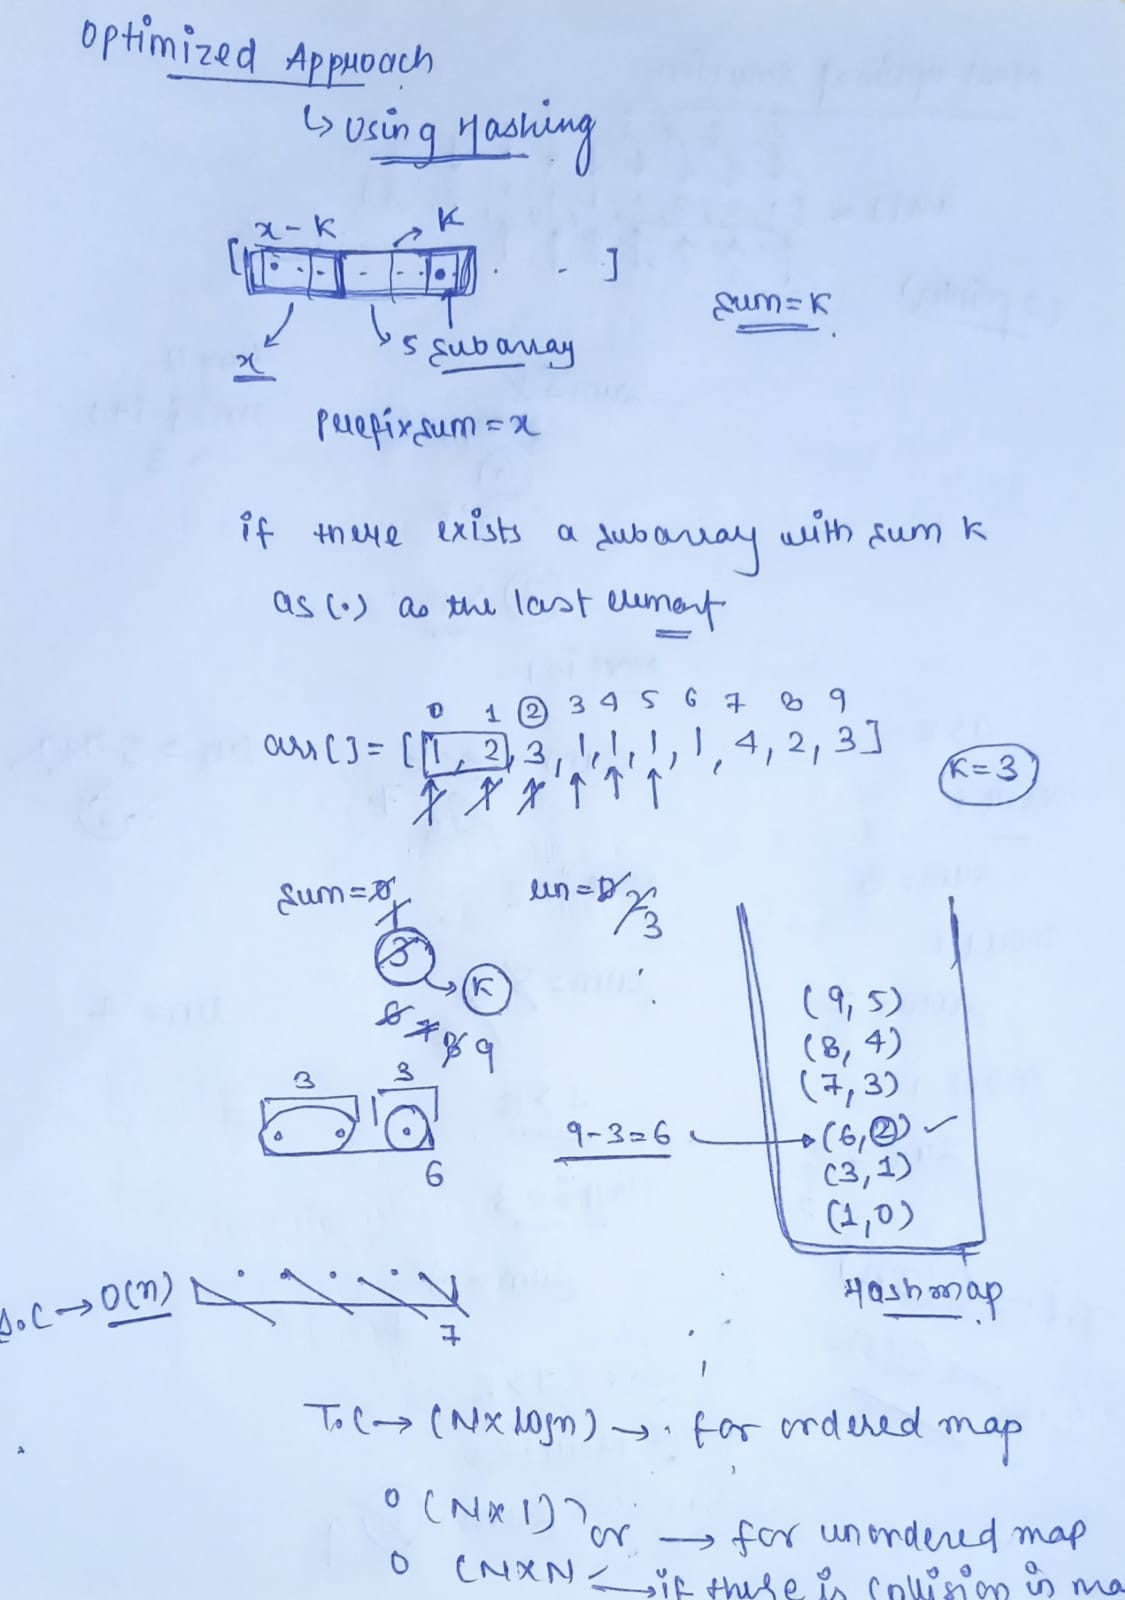 Optimized Approach
↳ Using Hashing
x - K K
[ . . - - - . . • . - ]
sum = K
x
↳ s subarray
prefixsum = x
if there exists a subarray with sum K
as (.) as the last element
0 1 2 3 4 5 6 7 8 9
arr[] = [1, 2, 3, 1, 1, 1, 1, 4, 2, 3]
K = 3
sum = 0 len = 0 2
1 3
3
K
6 7 8 9
3 3
6
9 - 3 = 6
(9, 5)
(8, 4)
(7, 3)
(6, 2) ✓
(3, 1)
(1, 0)
Hashmap
S.C → O(n)
7
T.C → (N x logn) → for ordered map
O (N x 1) or → for unordered map
O (N x N → if there is collision in ma